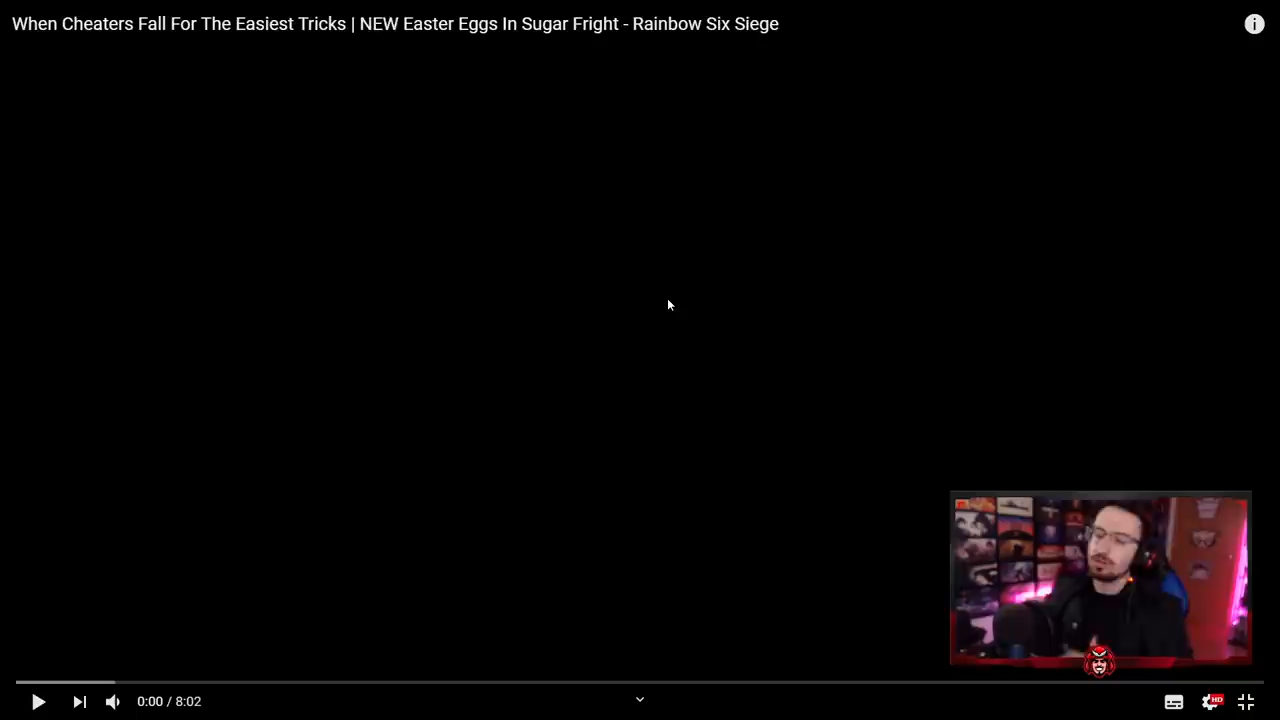 When Cheaters Fall For The Easiest Tricks | NEW Easter Eggs In Sugar Fright - Rainbow Six Siege
0:00 / 8:02
HD